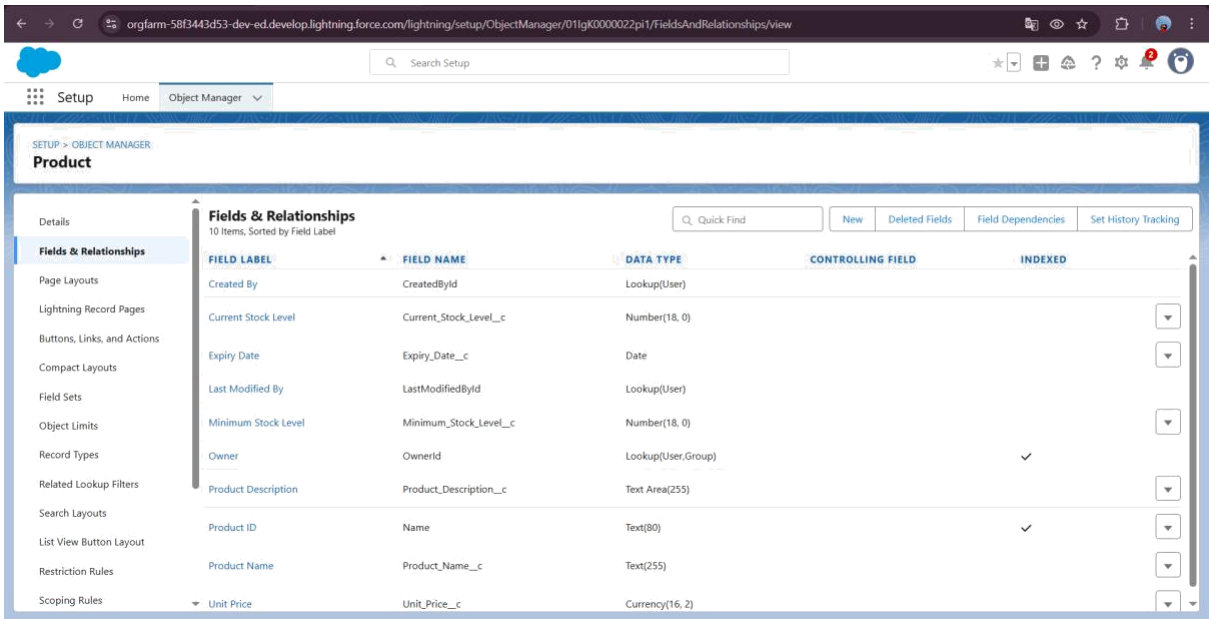 orgfarm-58f3443d53-dev-ed.develop.lightning.force.com/lightning/setup/ObjectManager/01IgK0000022pi1/FieldsAndRelationships/view
Search Setup
2
Setup Home Object Manager
SETUP > OBJECT MANAGER
Product
Details
Fields & Relationships
Page Layouts
Lightning Record Pages
Buttons, Links, and Actions
Compact Layouts
Field Sets
Object Limits
Record Types
Related Lookup Filters
Search Layouts
List View Button Layout
Restriction Rules
Scoping Rules
Fields & Relationships
10 Items, Sorted by Field Label
Quick Find New Deleted Fields Field Dependencies Set History Tracking
FIELD LABEL FIELD NAME DATA TYPE CONTROLLING FIELD INDEXED
Created By CreatedById Lookup(User)
Current Stock Level Current_Stock_Level__c Number(18, 0)
Expiry Date Expiry_Date__c Date
Last Modified By LastModifiedById Lookup(User)
Minimum Stock Level Minimum_Stock_Level__c Number(18, 0)
Owner OwnerId Lookup(User,Group)
Product Description Product_Description__c Text Area(255)
Product ID Name Text(80)
Product Name Product_Name__c Text(255)
Unit Price Unit_Price__c Currency(16, 2)